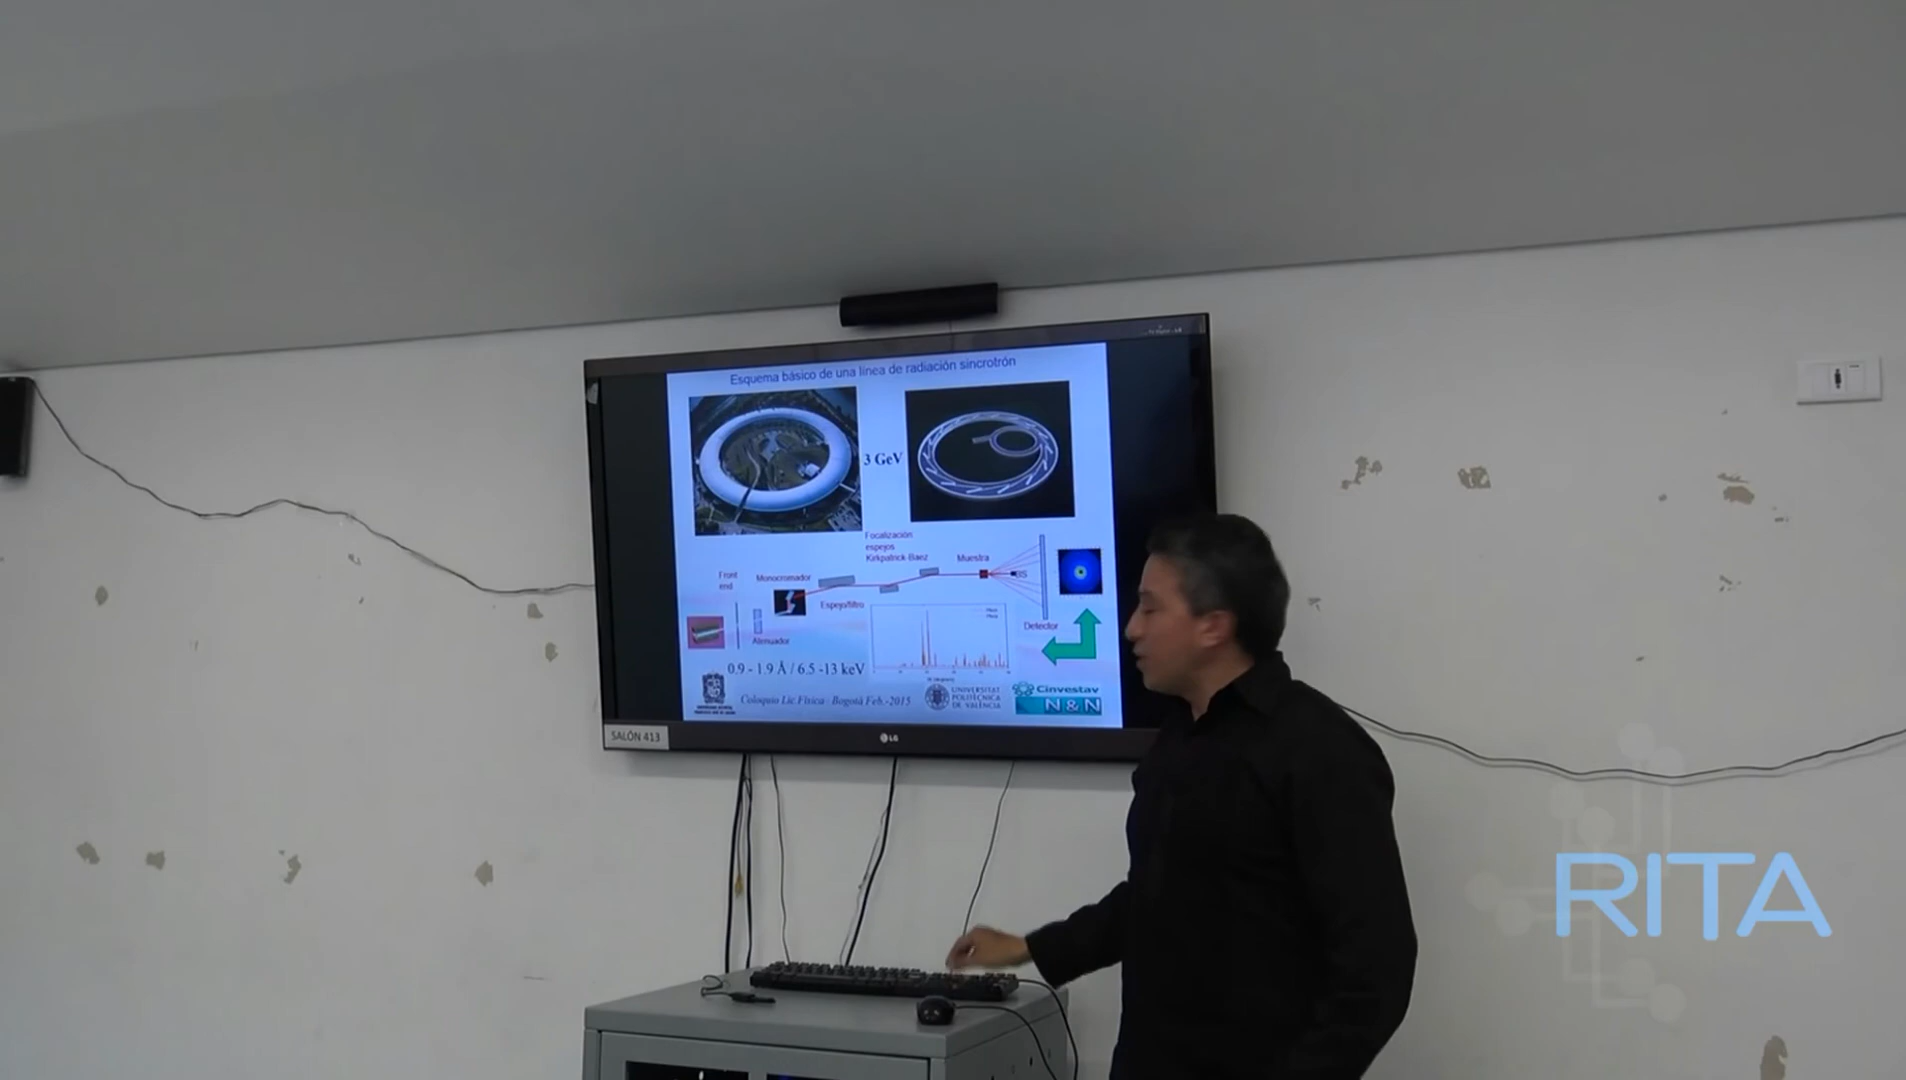 Esquema básico de una línea de radiación sincrotrón
3 GeV
Focalización
espejos
Kirkpatrick-Baez
Muestra
Front
end
Monocromador
BS
Espejo/filtro
Detector
Atenuador
0.9 - 1.9 Å / 6.5 -13 keV
Coloquio Lic.Física - Bogotá Feb.-2015
UNIVERSITAT
POLITÈCNICA
DE VALÈNCIA
Cinvestav
N & N
SALÓN 413
LG
RITA